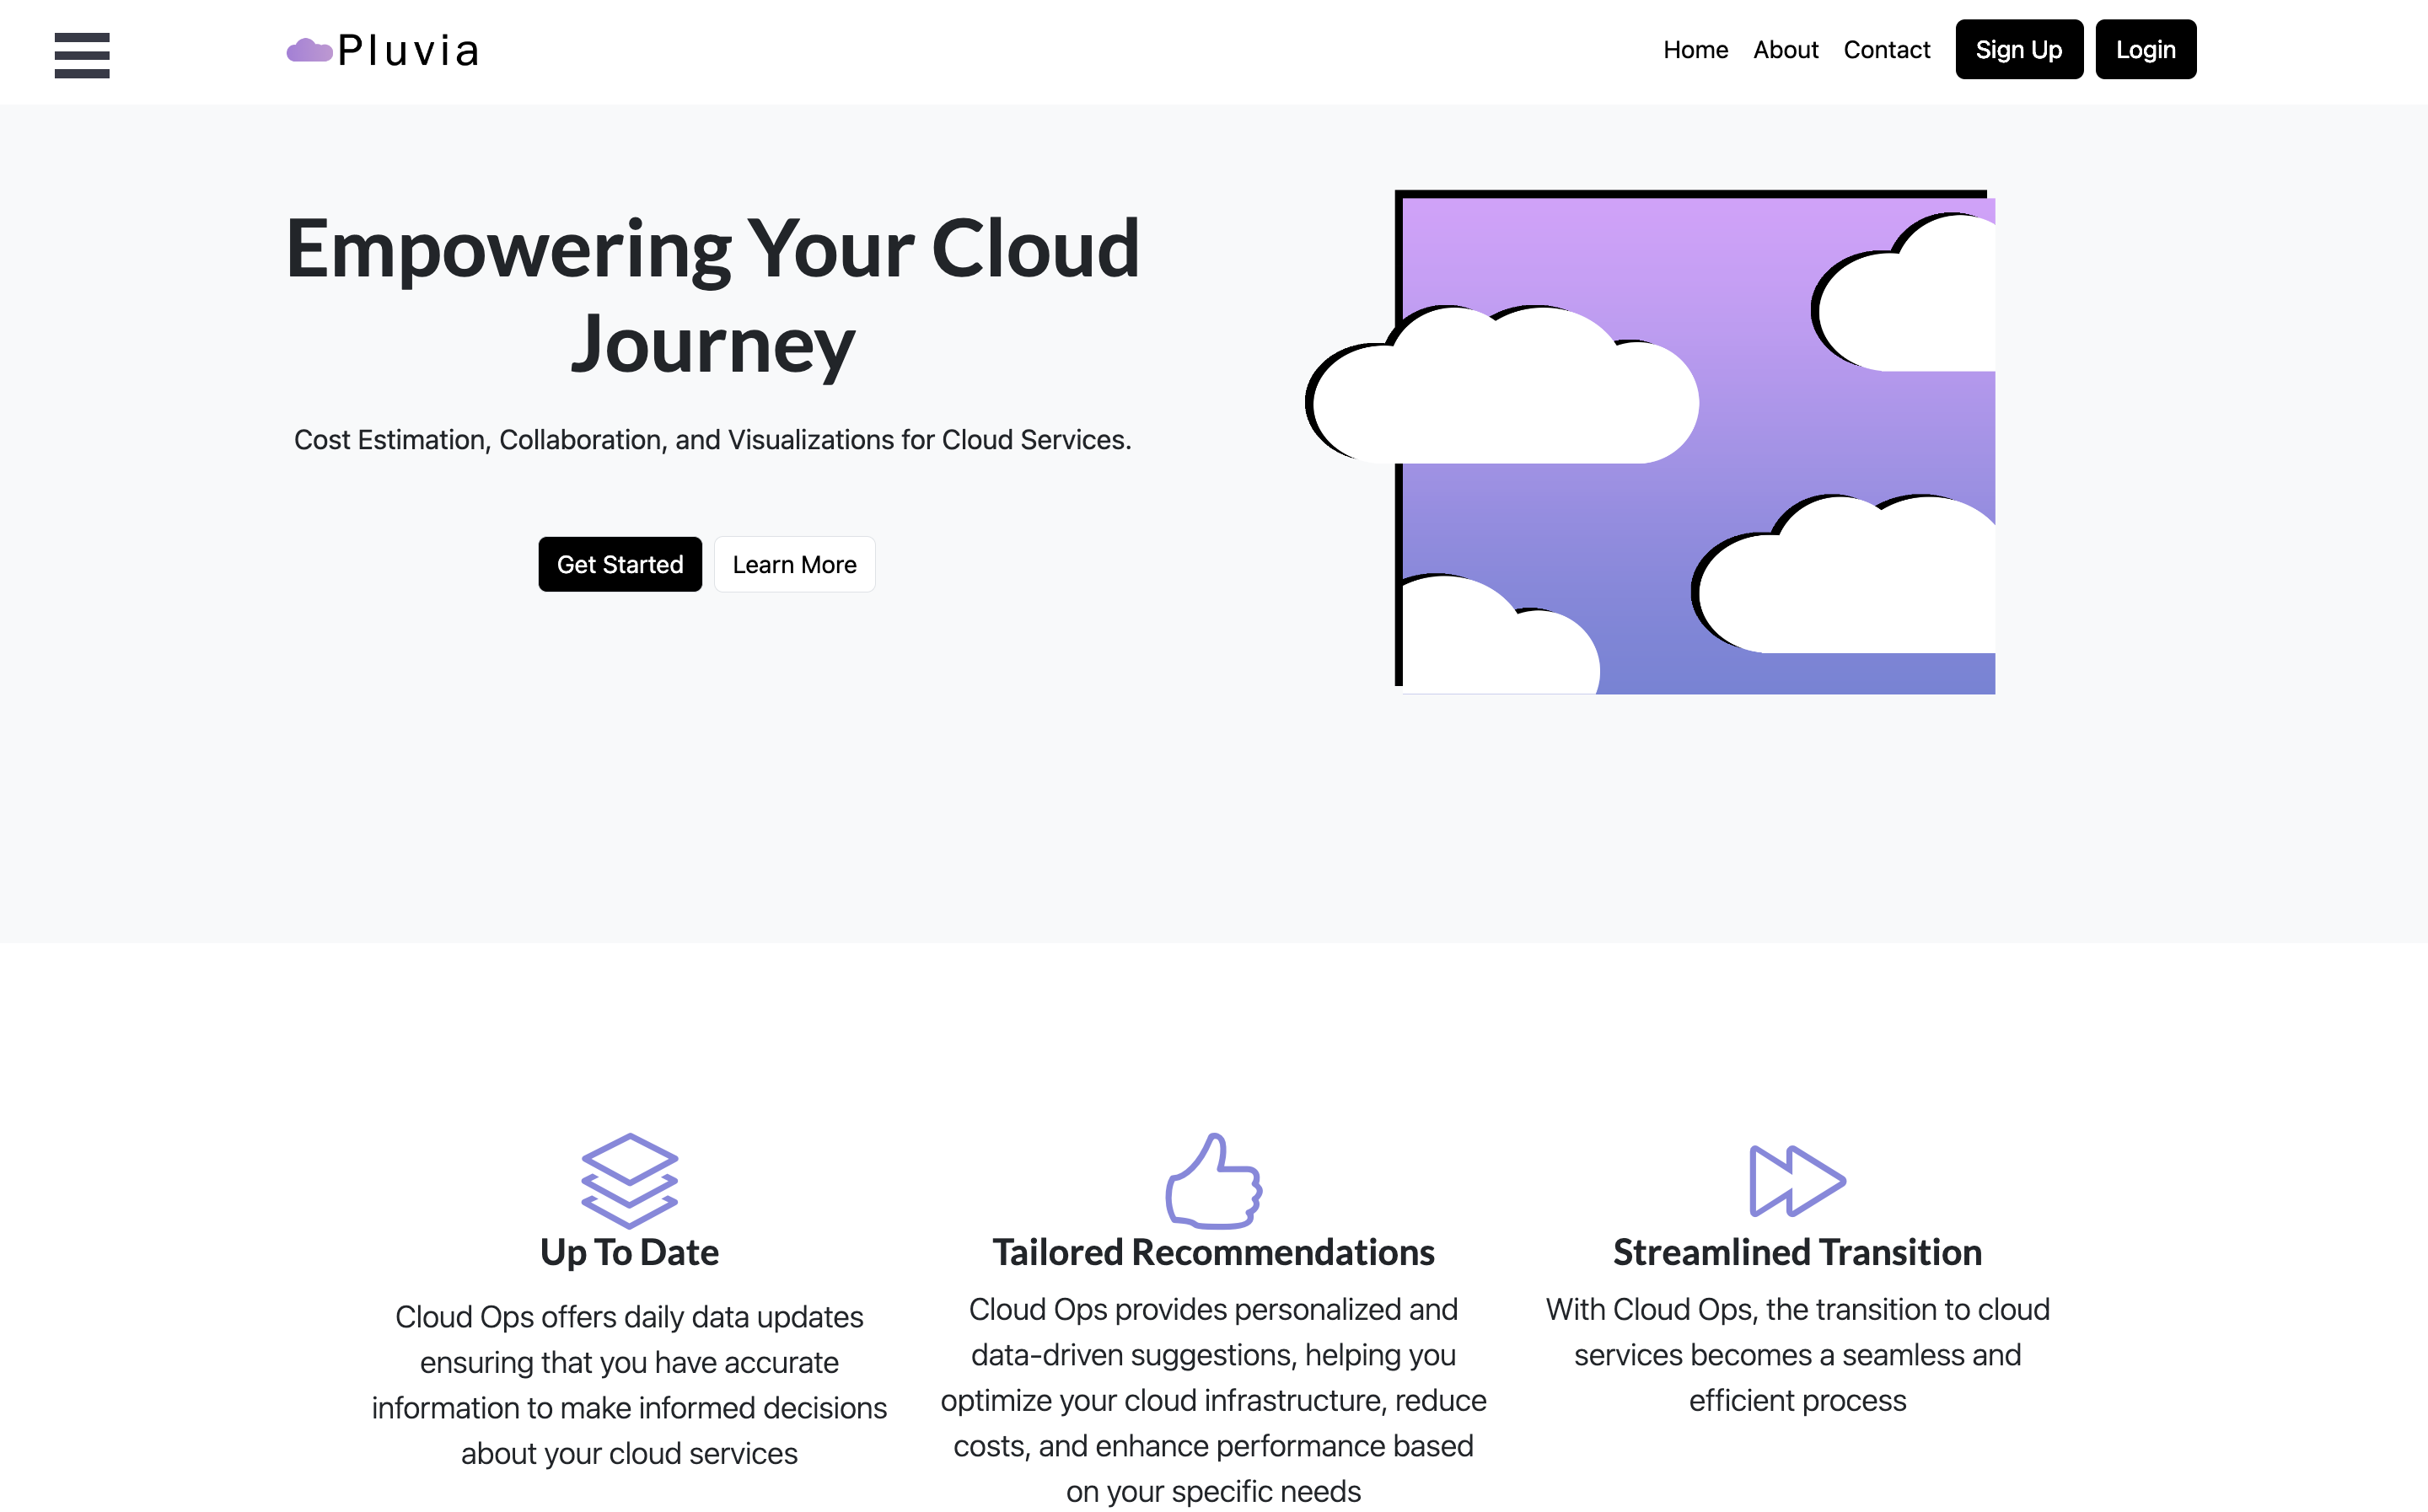 Pluvia
Home About Contact Sign Up Login
Empowering Your Cloud
Journey
Cost Estimation, Collaboration, and Visualizations for Cloud Services.
Get Started Learn More
Up To Date
Cloud Ops offers daily data updates
ensuring that you have accurate
information to make informed decisions
about your cloud services
Tailored Recommendations
Cloud Ops provides personalized and
data-driven suggestions, helping you
optimize your cloud infrastructure, reduce
costs, and enhance performance based
on your specific needs
Streamlined Transition
With Cloud Ops, the transition to cloud
services becomes a seamless and
efficient process